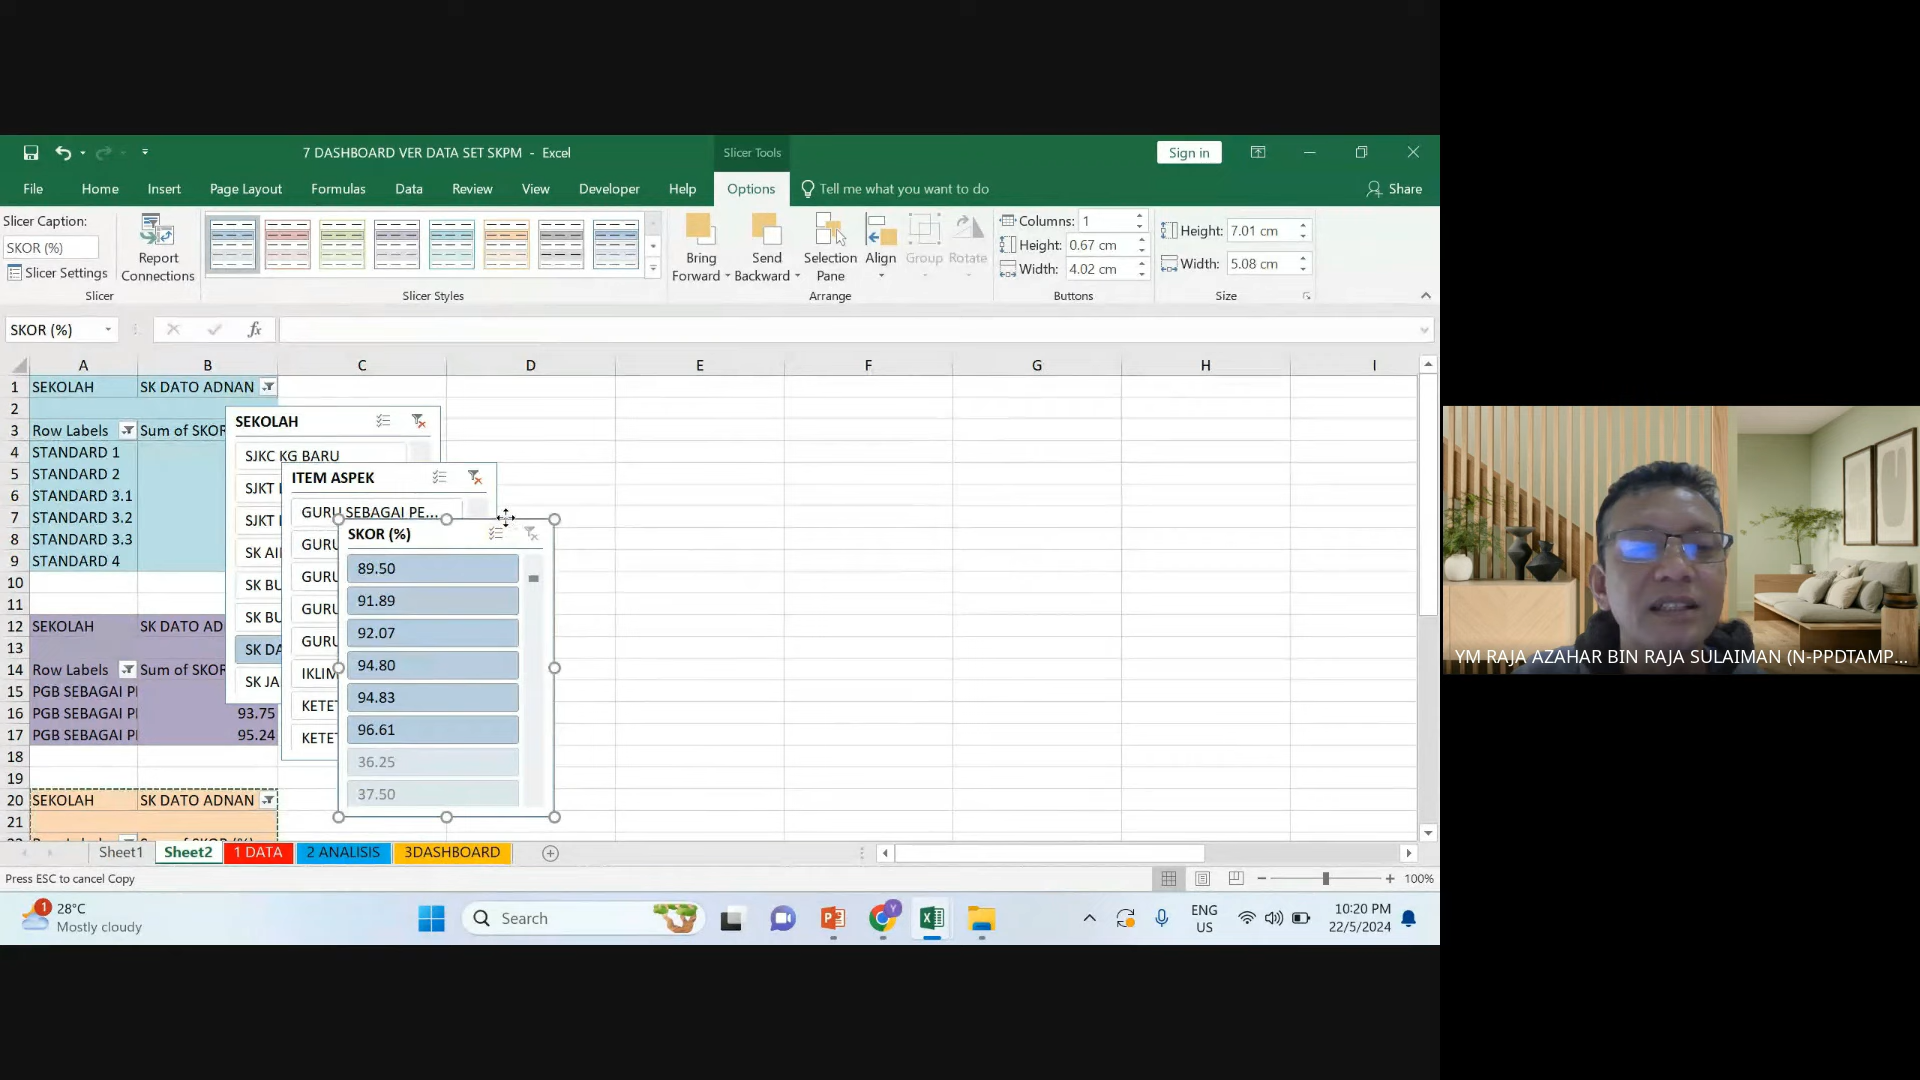 7 DASHBOARD VER DATA SET SKPM - Excel
Slicer Tools
Sign in
File Home Insert Page Layout Formulas Data Review View Developer Help Options Tell me what you want to do Share
Slicer Caption:
SKOR (%)
Slicer Settings
Report Connections
Slicer
Slicer Styles
Bring Forward
Send Backward
Selection Pane
Align
Group
Rotate
Arrange
Columns: 1
Height: 0.67 cm
Width: 4.02 cm
Buttons
Height: 7.01 cm
Width: 5.08 cm
Size
SKOR (%) fx
A B C D E F G H I
1 SEKOLAH SK DATO ADNAN
2
3 Row Labels Sum of SKOR
4 STANDARD 1
5 STANDARD 2
6 STANDARD 3.1
7 STANDARD 3.2
8 STANDARD 3.3
9 STANDARD 4
10
11
12 SEKOLAH SK DATO AD
13
14 Row Labels Sum of SKOR
15 PGB SEBAGAI P
16 PGB SEBAGAI P 93.75
17 PGB SEBAGAI P 95.24
18
19
20 SEKOLAH SK DATO ADNAN
21
SEKOLAH
SJKC KG BARU
SJKT
SJKT
SK AI
SK BU
SK BU
SK DA
SK JA
ITEM ASPEK
GURU SEBAGAI PE...
GURU
GURU
GURU
GURU
IKLIM
KETE
KETE
SKOR (%)
89.50
91.89
92.07
94.80
94.83
96.61
36.25
37.50
Sheet1 Sheet2 1 DATA 2 ANALISIS 3DASHBOARD
Press ESC to cancel Copy
100%
1
28°C
Mostly cloudy
Search
Y
ENG
US
10:20 PM
22/5/2024
YM RAJA AZAHAR BIN RAJA SULAIMAN (N-PPDTAMP...